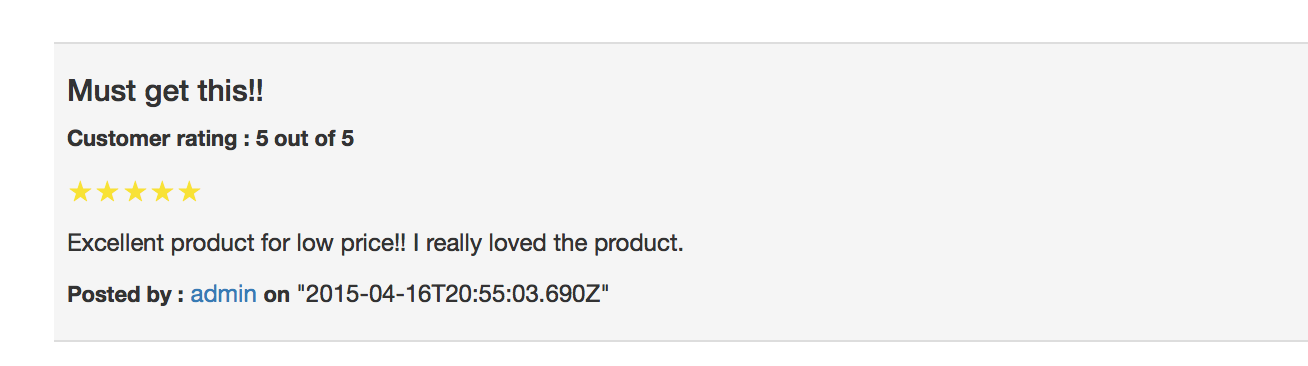 Must get this!!
Customer rating : 5 out of 5
★★★★★
Excellent product for low price!! I really loved the product.
Posted by : admin on "2015-04-16T20:55:03.690Z"